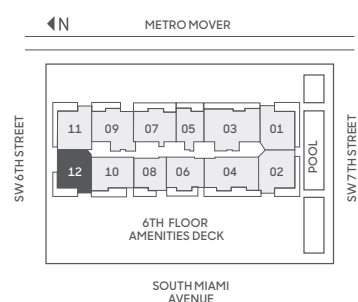 N
METRO MOVER
SW 6TH STREET
11 09 07 05 03 01
12 10 08 06 04 02
POOL
SW 7TH STREET
6TH FLOOR
AMENITIES DECK
SOUTH MIAMI
AVENUE